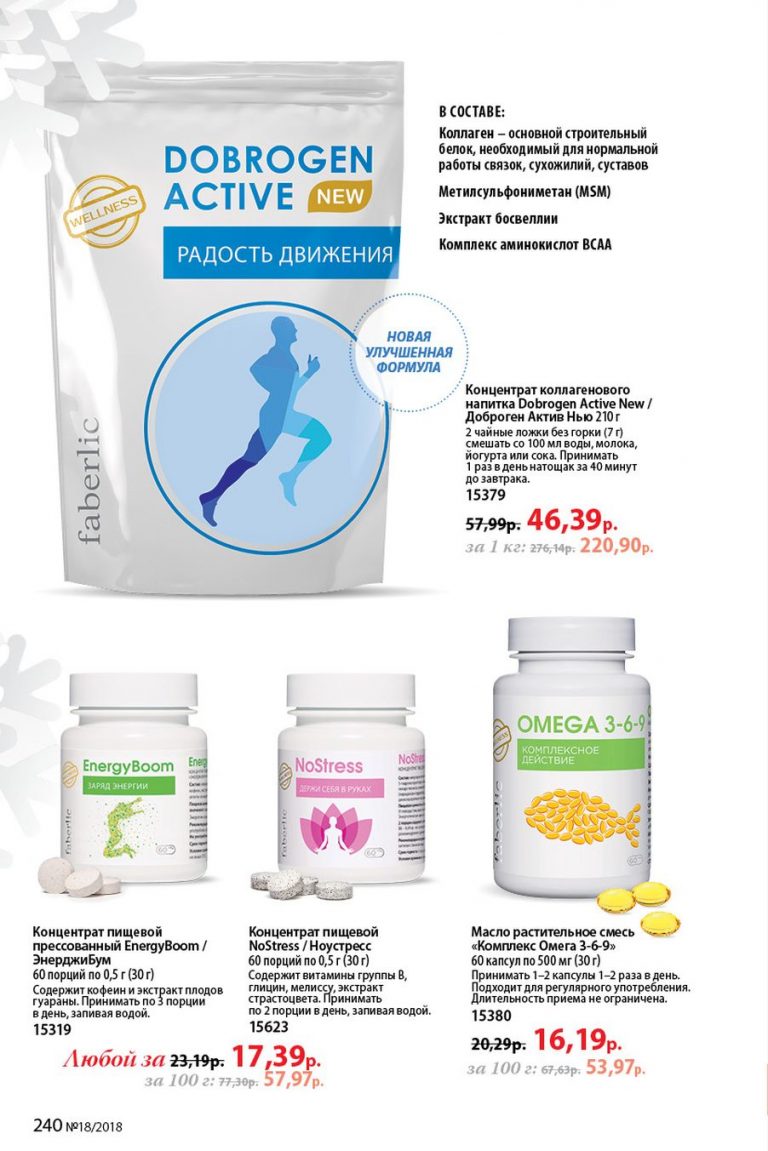 DOBROGEN
ACTIVE NEW
WELLNESS
РАДОСТЬ ДВИЖЕНИЯ
faberlic
НОВАЯ
УЛУЧШЕННАЯ
ФОРМУЛА
В СОСТАВЕ:
Коллаген – основной строительный
белок, необходимый для нормальной
работы связок, сухожилий, суставов
Метилсульфониметан (MSM)
Экстракт босвеллии
Комплекс аминокислот BCAA
Концентрат коллагенового
напитка Dobrogen Active New /
Доброген Актив Нью 210 г
2 чайные ложки без горки (7 г)
смешать со 100 мл воды, молока,
йогурта или сока. Принимать
1 раз в день натощак за 40 минут
до завтрака.
15379
57,99р. 46,39р.
за 1 кг: 276,14р. 220,90р.
EnergyBoom
ЗАРЯД ЭНЕРГИИ
faberlic
60
NoStress
ДЕРЖИ СЕБЯ В РУКАХ
faberlic
60
OMEGA 3-6-9
КОМПЛЕКСНОЕ
ДЕЙСТВИЕ
faberlic
60
Концентрат пищевой
прессованный EnergyBoom /
ЭнерджиБум
60 порций по 0,5 г (30 г)
Содержит кофеин и экстракт плодов
гуараны. Принимать по 3 порции
в день, запивая водой.
15319
Концентрат пищевой
NoStress / Ноустресс
60 порций по 0,5 г (30 г)
Содержит витамины группы В,
глицин, мелиссу, экстракт
страстоцвета. Принимать
по 2 порции в день, запивая водой.
15623
Любой за 23,19р. 17,39р.
за 100 г: 77,30р. 57,97р.
Масло растительное смесь
«Комплекс Омега 3-6-9»
60 капсул по 500 мг (30 г)
Принимать 1–2 капсулы 1–2 раза в день.
Подходит для регулярного употребления.
Длительность приема не ограничена.
15380
20,29р. 16,19р.
за 100 г: 67,63р. 53,97р.
240 №18/2018